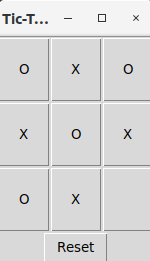 Tic-T...
O X O
X O X
O X
Reset